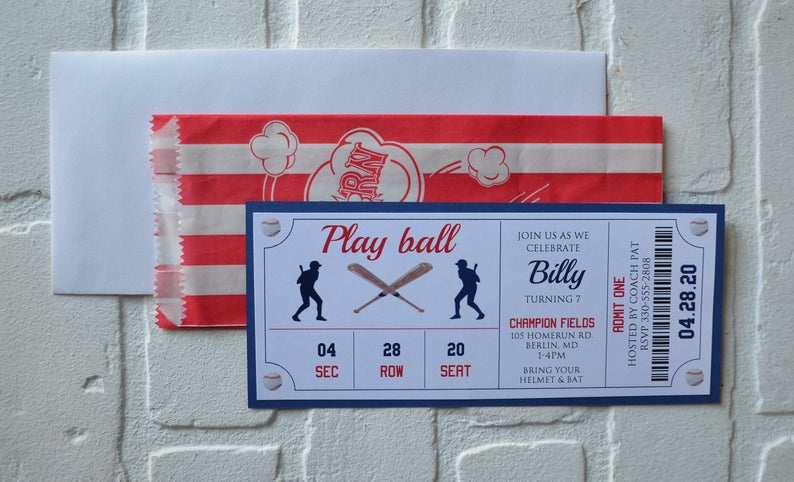 RN
Play ball
04
SEC
28
ROW
20
SEAT
JOIN US AS WE
CELEBRATE
Billy
TURNING 7
CHAMPION FIELDS
105 HOMERUN RD.
BERLIN, MD
1-4PM
BRING YOUR
HELMET & BAT
ADMIT ONE
HOSTED BY COACH PAT
RSVP 330-555-2808
04.28.20